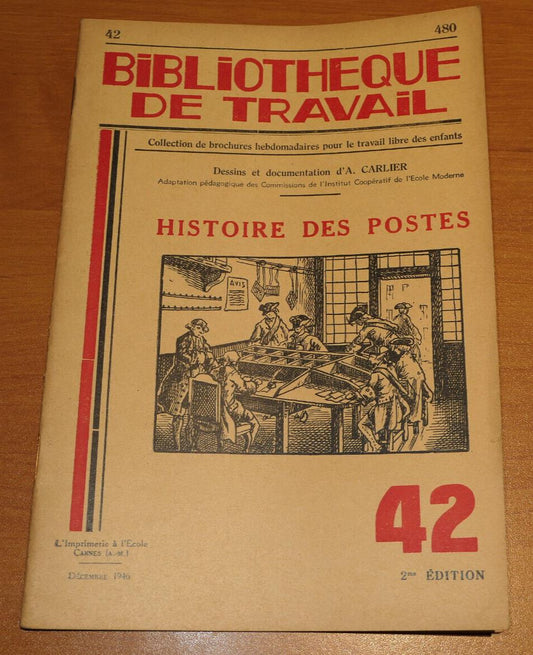 42 480
BIBLIOTHEQUE
DE TRAVAIL
Collection de brochures hebdomadaires pour le travail libre des enfants
Dessins et documentation d'A. CARLIER
Adaptation pédagogique des Commissions de l'Institut Coopératif de l'Ecole Moderne
HISTOIRE DES POSTES
AVIS
42
L'Imprimerie à l'Ecole
CANNES (A.-M.)
DÉCEMBRE 1946
2me ÉDITION